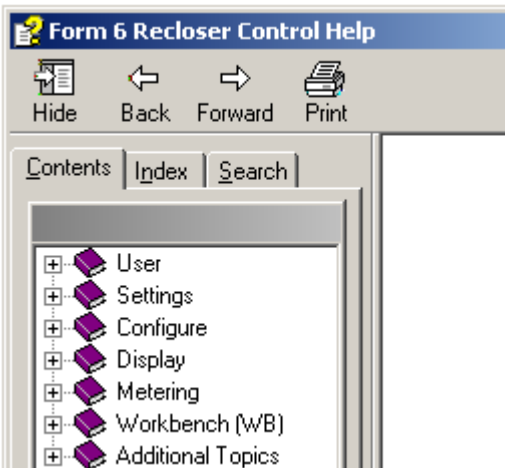 Form 6 Recloser Control Help
Hide Back Forward Print
Contents Index Search
User
Settings
Configure
Display
Metering
Workbench (WB)
Additional Topics